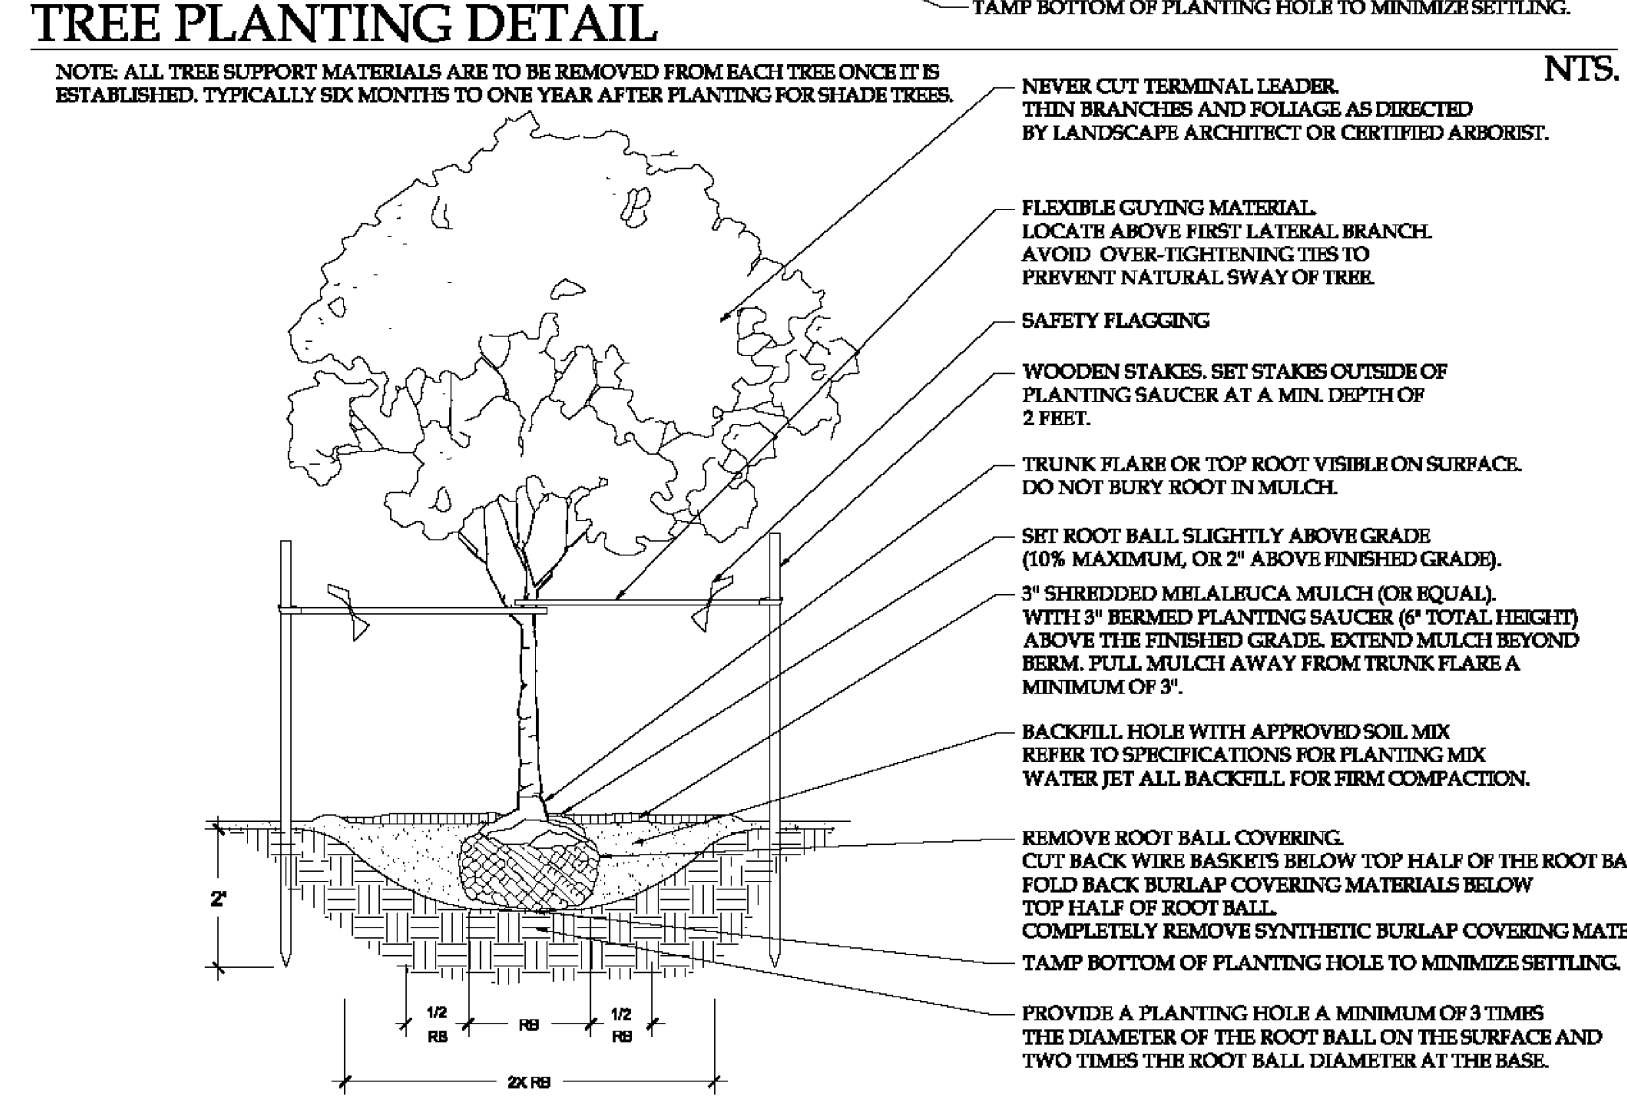 TAMP BOTTOM OF PLANTING HOLE TO MINIMIZE SETTLING.
TREE PLANTING DETAIL
NTS.
NOTE: ALL TREE SUPPORT MATERIALS ARE TO BE REMOVED FROM EACH TREE ONCE IT IS
ESTABLISHED. TYPICALLY SIX MONTHS TO ONE YEAR AFTER PLANTING FOR SHADE TREES.
NEVER CUT TERMINAL LEADER.
THIN BRANCHES AND FOLIAGE AS DIRECTED
BY LANDSCAPE ARCHITECT OR CERTIFIED ARBORIST.
FLEXIBLE GUYING MATERIAL.
LOCATE ABOVE FIRST LATERAL BRANCH.
AVOID OVER-TIGHTENING TIES TO
PREVENT NATURAL SWAY OF TREE.
SAFETY FLAGGING
WOODEN STAKES. SET STAKES OUTSIDE OF
PLANTING SAUCER AT A MIN. DEPTH OF
2 FEET.
TRUNK FLARE OR TOP ROOT VISIBLE ON SURFACE.
DO NOT BURY ROOT IN MULCH.
SET ROOT BALL SLIGHTLY ABOVE GRADE
(10% MAXIMUM, OR 2" ABOVE FINISHED GRADE).
3" SHREDDED MELALEUCA MULCH (OR EQUAL).
WITH 3" BERMED PLANTING SAUCER (6" TOTAL HEIGHT)
ABOVE THE FINISHED GRADE. EXTEND MULCH BEYOND
BERM. PULL MULCH AWAY FROM TRUNK FLARE A
MINIMUM OF 3".
BACKFILL HOLE WITH APPROVED SOIL MIX
REFER TO SPECIFICATIONS FOR PLANTING MIX
WATER JET ALL BACKFILL FOR FIRM COMPACTION.
REMOVE ROOT BALL COVERING.
CUT BACK WIRE BASKETS BELOW TOP HALF OF THE ROOT BA
FOLD BACK BURLAP COVERING MATERIALS BELOW
TOP HALF OF ROOT BALL.
COMPLETELY REMOVE SYNTHETIC BURLAP COVERING MATE
TAMP BOTTOM OF PLANTING HOLE TO MINIMIZE SETTLING.
PROVIDE A PLANTING HOLE A MINIMUM OF 3 TIMES
THE DIAMETER OF THE ROOT BALL ON THE SURFACE AND
TWO TIMES THE ROOT BALL DIAMETER AT THE BASE.
2'
1/2
RB
RB
1/2
RB
2X RB